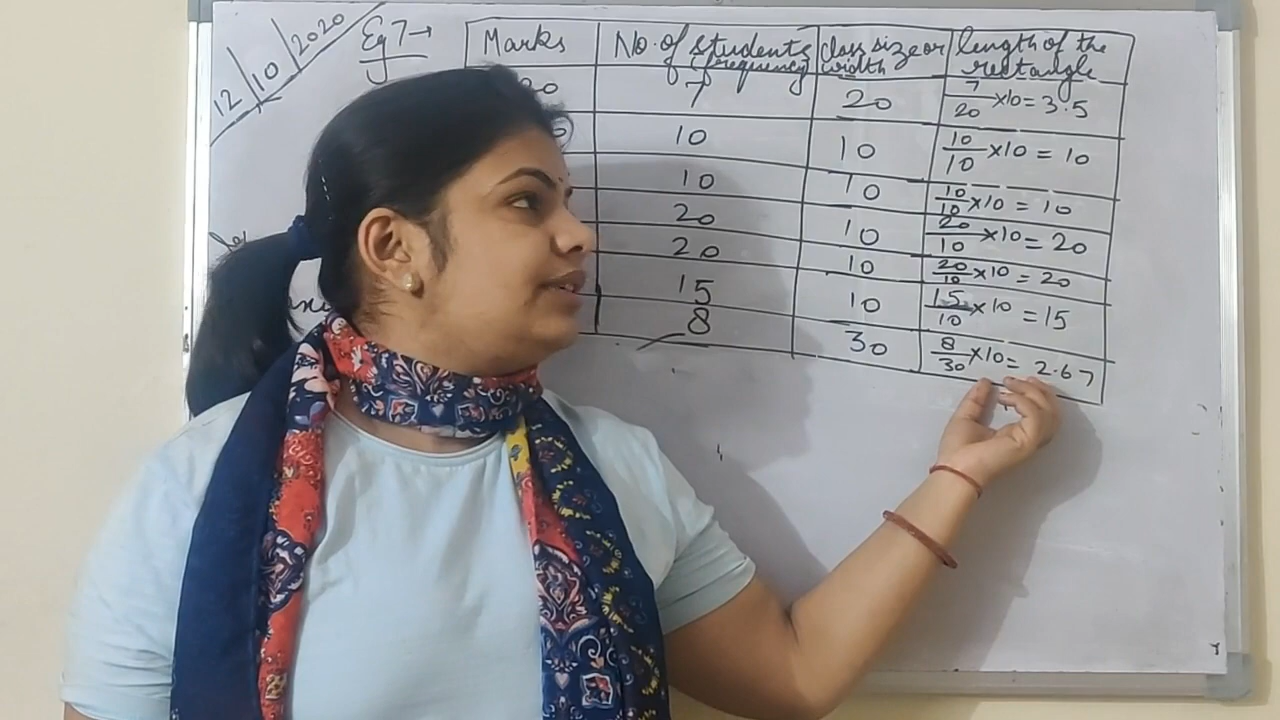 12/10/2020
Eg 7→
Marks No. of students (frequency) class size or width length of the rectangle
7 20 7/20 ×10 = 3.5
10 10 10/10 ×10 = 10
10 10 10/10 ×10 = 10
20 10 20/10 ×10 = 20
20 10 20/10 ×10 = 20
15 10 15/10 ×10 = 15
8 30 8/30 ×10 = 2.67